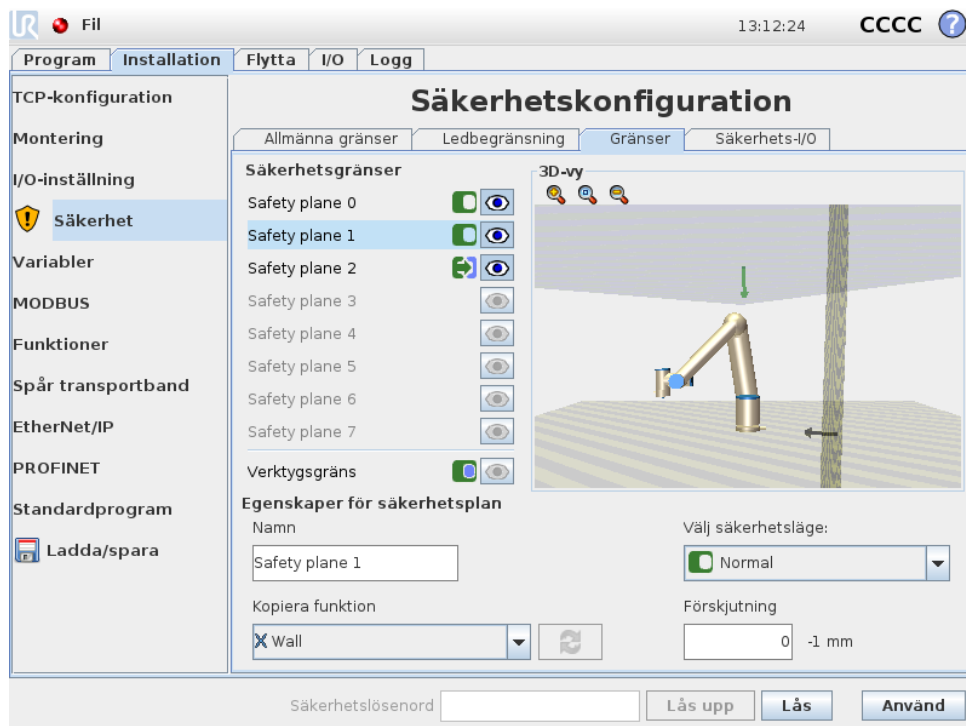 UR Fil 13:12:24 CCCC ?
Program Installation Flytta I/O Logg
TCP-konfiguration
Montering
I/O-inställning
Säkerhet
Variabler
MODBUS
Funktioner
Spår transportband
EtherNet/IP
PROFINET
Standardprogram
Ladda/spara
Säkerhetskonfiguration
Allmänna gränser Ledbegränsning Gränser Säkerhets-I/O
Säkerhetsgränser
Safety plane 0
Safety plane 1
Safety plane 2
Safety plane 3
Safety plane 4
Safety plane 5
Safety plane 6
Safety plane 7
Verktygsgräns
3D-vy
Egenskaper för säkerhetsplan
Namn
Safety plane 1
Välj säkerhetsläge:
Normal
Kopiera funktion
Wall
Förskjutning
0 -1 mm
Säkerhetslösenord Lås upp Lås Använd